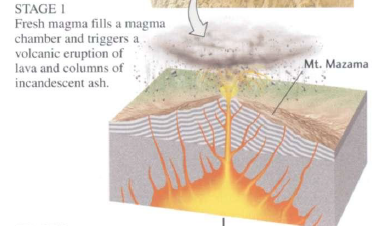 STAGE 1
Fresh magma fills a magma
chamber and triggers a
volcanic eruption of
lava and columns of
incandescent ash.
Mt. Mazama